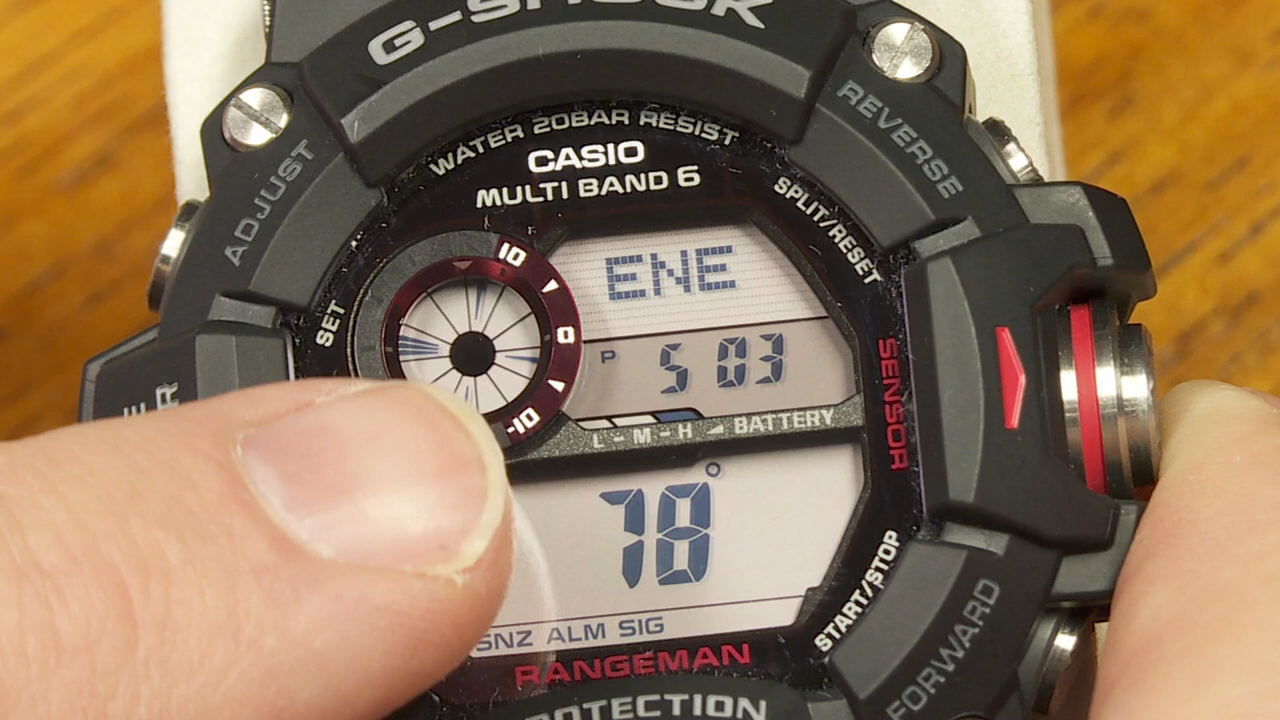 G-SHOCK
WATER 20BAR RESIST
CASIO
MULTI BAND 6
ADJUST
REVERSE
SPLIT/RESET
SET
10
0
-10
ENE
P 5 03
L - M - H BATTERY
SENSOR
78°
SNZ ALM SIG
START/STOP
RANGEMAN
FORWARD